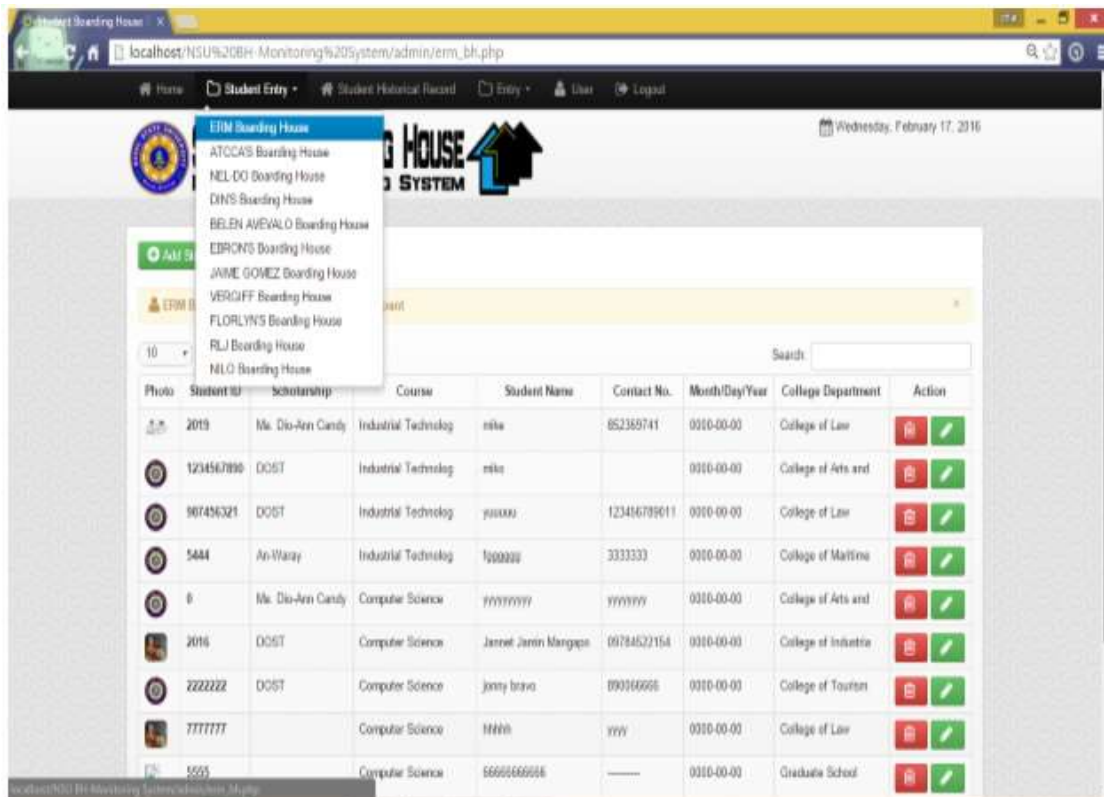 Student Boarding House
localhost/NSU%20BH-Monitoring%20System/admin/erm_bh.php
Home Student Entry Student Historical Record Entry User Logout
Wednesday, February 17, 2016
ERM Boarding House
ATCCA'S Boarding House
NEL-DO Boarding House
DIN'S Boarding House
BELEN AVEVALO Boarding House
EBRON'S Boarding House
JAIME GOMEZ Boarding House
VERGIFF Boarding House
FLORLYN'S Boarding House
RLJ Boarding House
NILO Boarding House
G HOUSE
SYSTEM
Add
ERM
10 Search:
Photo Student ID Scholarship Course Student Name Contact No. Month/Day/Year College Department Action
2019 Ma. Dio-Ann Candy Industrial Technolog mike 852369741 0000-00-00 College of Law
1234567890 DOST Industrial Technolog miko 0000-00-00 College of Arts and
987456321 DOST Industrial Technolog yuuuuu 123456789011 0000-00-00 College of Law
5444 An-Waray Industrial Technolog 3333333 0000-00-00 College of Maritime
0 Ma. Dio-Ann Candy Computer Science 0000-00-00 College of Arts and
2016 DOST Computer Science Jannet Jamin Mangapo 09784522154 0000-00-00 College of Industria
2222222 DOST Computer Science jonny bravo 0000-00-00 College of Tourism
7777777 Computer Science hhhhh yyyy 0000-00-00 College of Law
5555 Computer Science 66666666666 0000-00-00 Graduate School